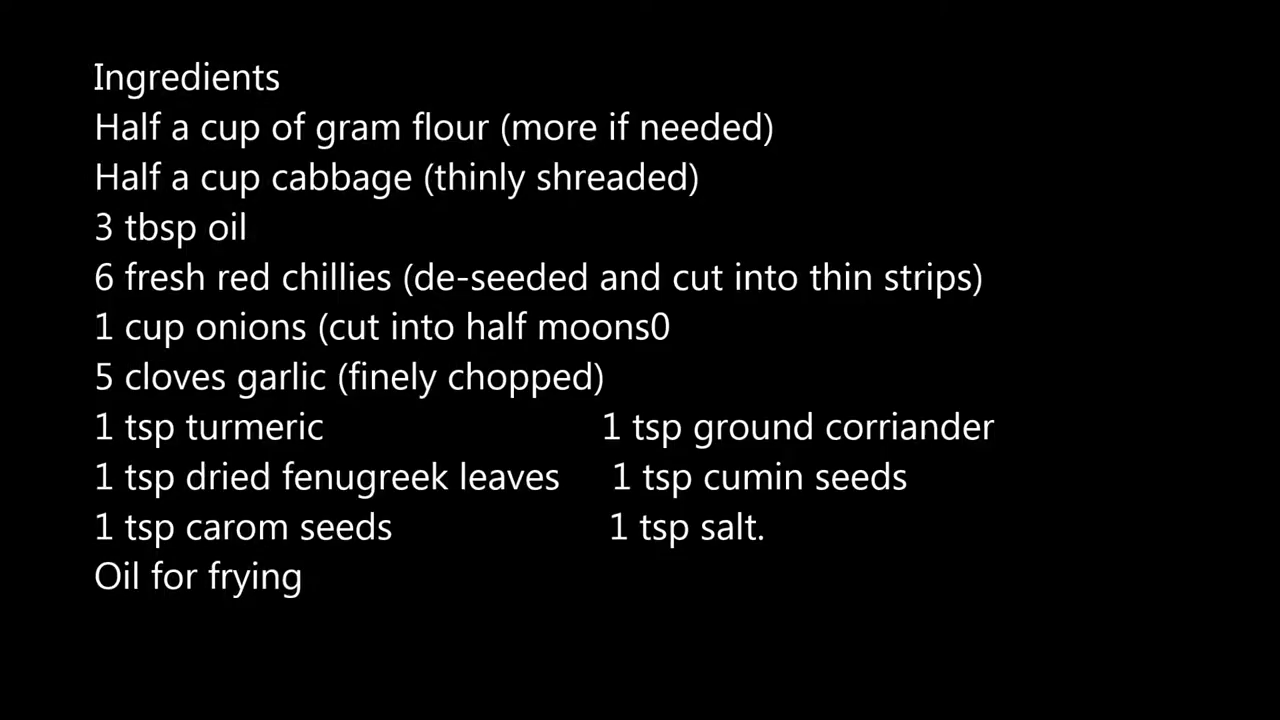 Ingredients
Half a cup of gram flour (more if needed)
Half a cup cabbage (thinly shreaded)
3 tbsp oil
6 fresh red chillies (de-seeded and cut into thin strips)
1 cup onions (cut into half moons0
5 cloves garlic (finely chopped)
1 tsp turmeric 1 tsp ground corriander
1 tsp dried fenugreek leaves 1 tsp cumin seeds
1 tsp carom seeds 1 tsp salt.
Oil for frying